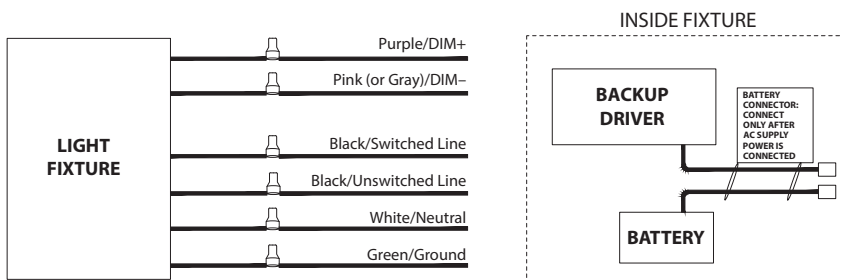 INSIDE FIXTURE
LIGHT
FIXTURE
Purple/DIM+
Pink (or Gray)/DIM–
Black/Switched Line
Black/Unswitched Line
White/Neutral
Green/Ground
BACKUP
DRIVER
BATTERY
CONNECTOR:
CONNECT
ONLY AFTER
AC SUPPLY
POWER IS
CONNECTED
BATTERY